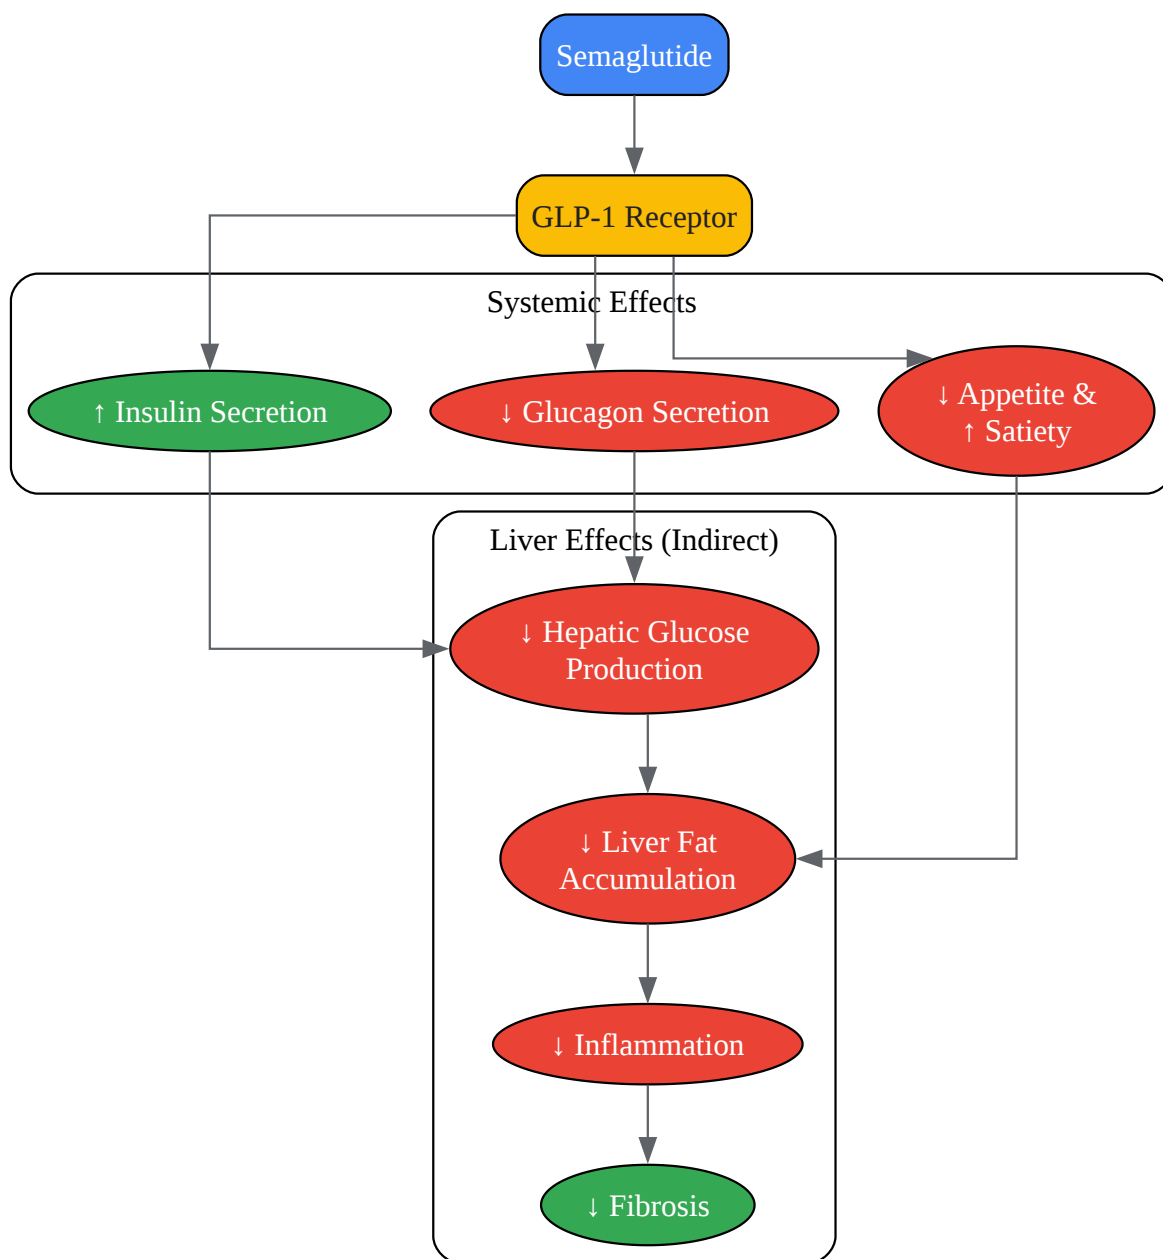 Semaglutide
GLP-1 Receptor
Systemic Effects
↑ Insulin Secretion
↓ Glucagon Secretion
↓ Appetite &
↑ Satiety
Liver Effects (Indirect)
↓ Hepatic Glucose
Production
↓ Liver Fat
Accumulation
↓ Inflammation
↓ Fibrosis